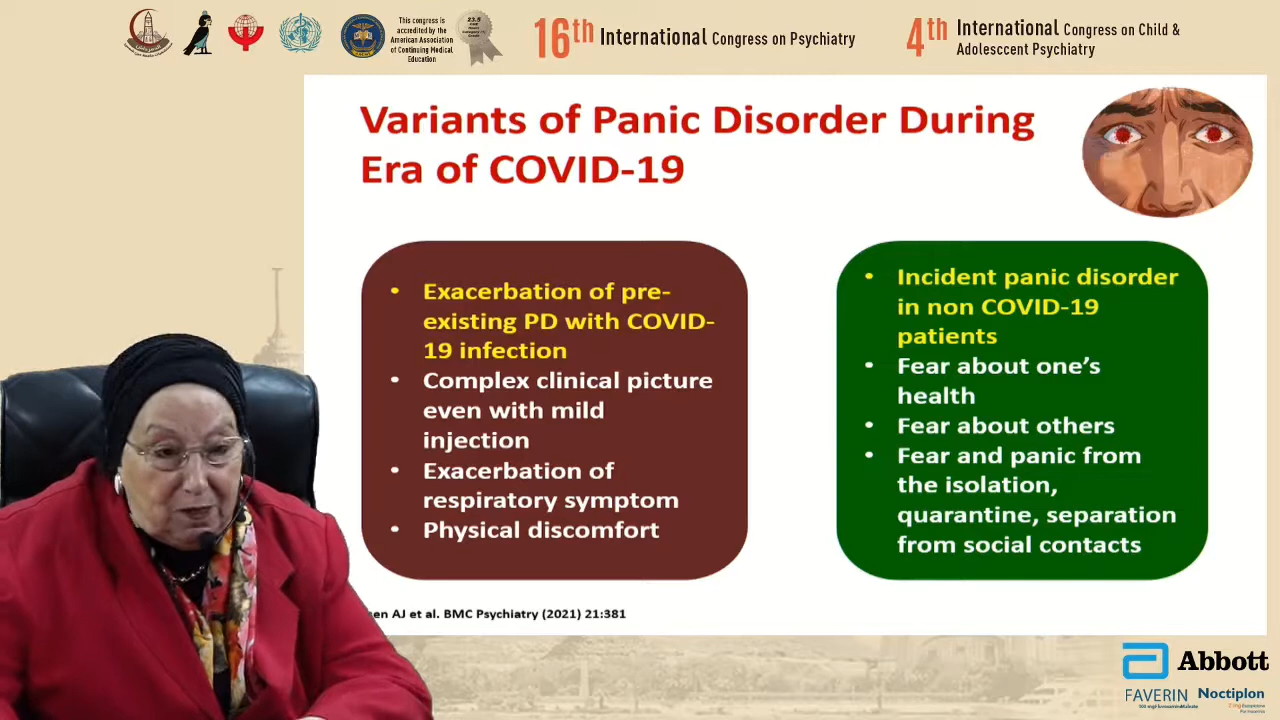 This
congress is
accredited by the
American Association
of Continuing Medical
Education
23.5
16th International Congress on Psychiatry
4th International Congress on Child &
Adolesccent Psychiatry
Variants of Panic Disorder During
Era of COVID-19
• Exacerbation of pre-
existing PD with COVID-
19 infection
• Complex clinical picture
even with mild
injection
• Exacerbation of
respiratory symptom
• Physical discomfort
• Incident panic disorder
in non COVID-19
patients
• Fear about one's
health
• Fear about others
• Fear and panic from
the isolation,
quarantine, separation
from social contacts
AJ et al. BMC Psychiatry (2021) 21:381
Abbott
FAVERIN
Noctiplon